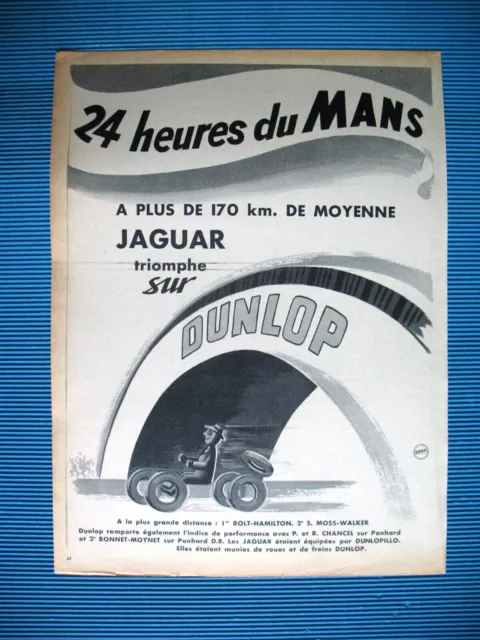 24 heures du MANS
A PLUS DE 170 km. DE MOYENNE
JAGUAR
triomphe
sur
DUNLOP
A la plus grande distance : 1er ROLT-HAMILTON. 2e S. MOSS-WALKER
Dunlop remporte également l'indice de performance avec P. et R. CHANCEL sur Panhard
et 2e BONNET-MOYNET sur Panhard D.B. Les JAGUAR étaient équipées par DUNLOPILLO.
Elles étaient munies de roues et de freins DUNLOP.